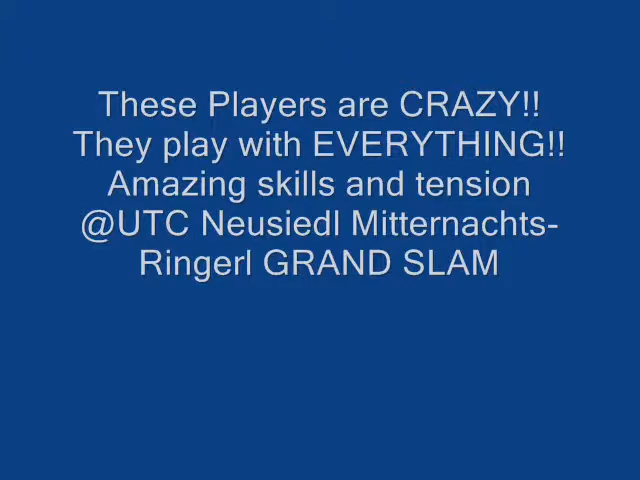 These Players are CRAZY!!
They play with EVERYTHING!!
Amazing skills and tension
@UTC Neusiedl Mitternachts-
Ringerl GRAND SLAM